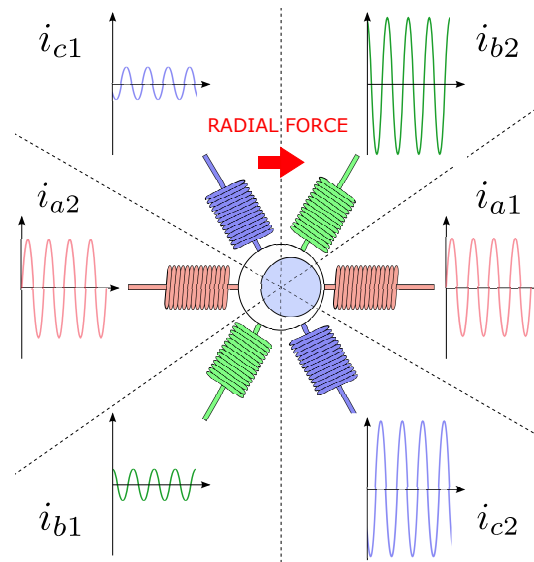 i_{c1}
i_{b2}
RADIAL FORCE
i_{a2}
i_{a1}
i_{b1}
i_{c2}